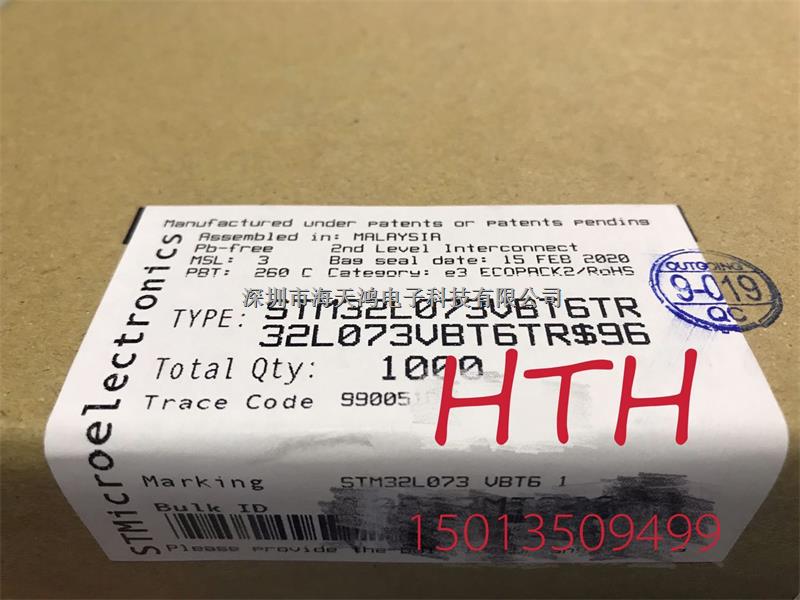 Manufactured under patents or patents pending
Assembled in: MALAYSIA
Pb-free 2nd Level Interconnect
MSL: 3 Bag seal date: 15 FEB 2020
PBT: 260 C Category: e3 ECOPACK2/RoHS
深圳市海天鸿电子科技有限公司
TYPE: STM32L073VBT6TR
32L073VBT6TR$96
Total Qty: 1000
Trace Code 99005
HTH
Marking STM32L073 VBT6 1
Bulk ID
15013509499
Please provide the
STMicroelectronics
OUTGOING
9-019
QC